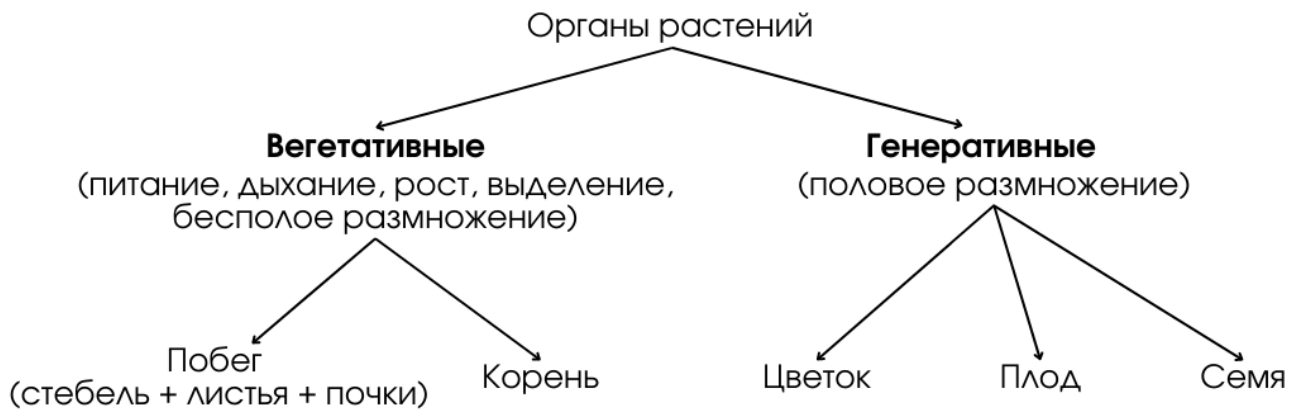 Органы растений
Вегетативные
(питание, дыхание, рост, выделение,
бесполое размножение)
Генеративные
(половое размножение)
Побег
(стебель + листья + почки)
Корень
Цветок
Плод
Семя